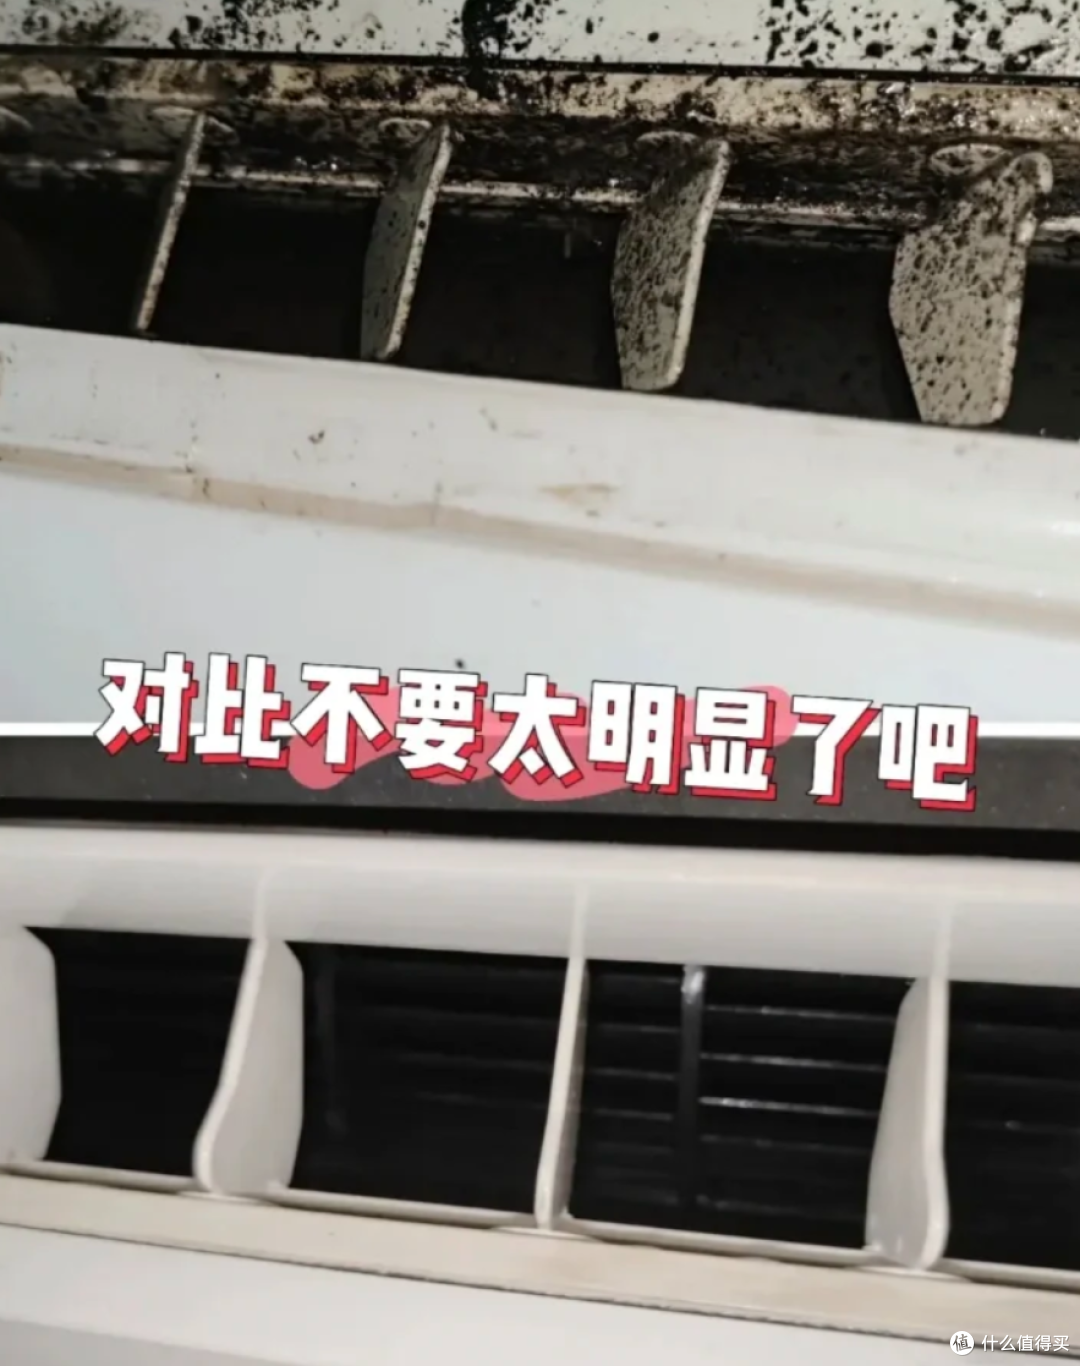 对比不要太明显了吧
值 什么值得买